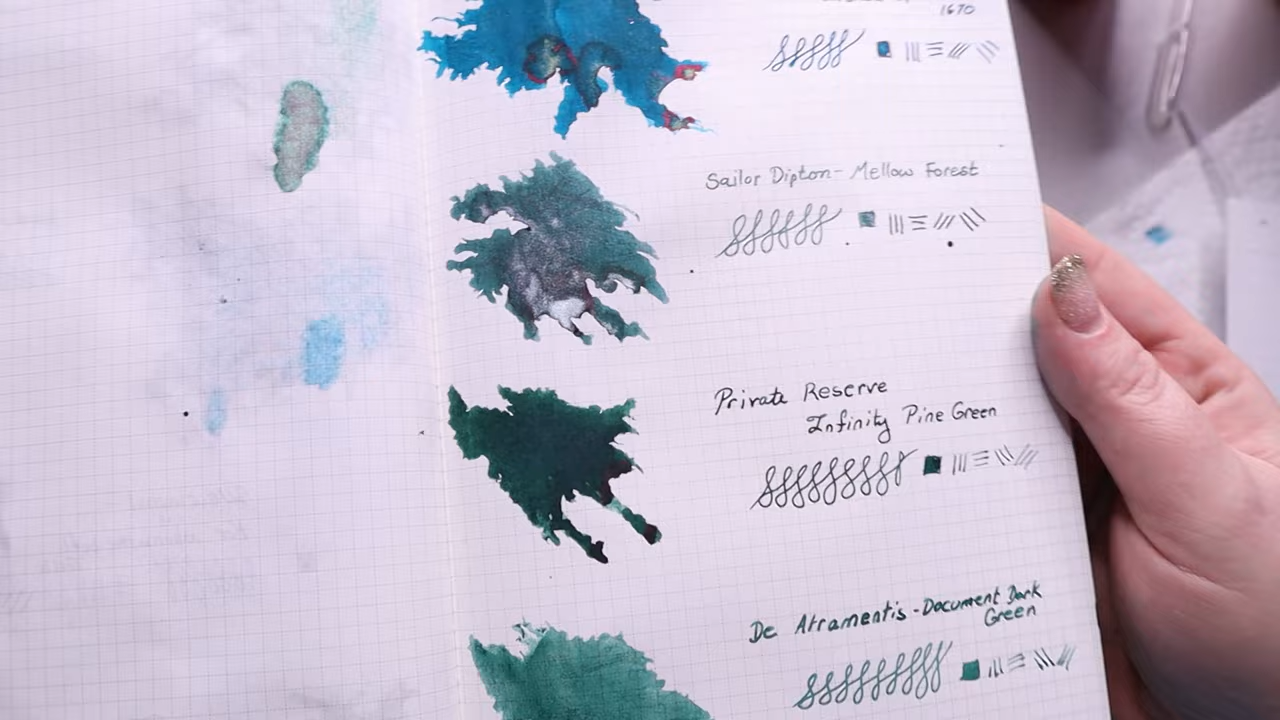 1670
Sailor Dipton- Mellow Forest
Private Reserve
Infinity Pine Green
De Atramentis - Document Dark
Green